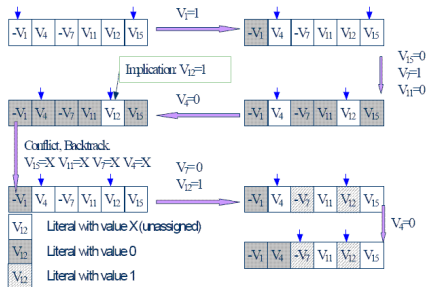 -V1 V4 -V7 V11 V12 V15
V1=1
-V1 V4 -V7 V11 V12 V15
V15=0
V7=1
V11=0
Implication: V12=1
-V1 V4 -V7 V11 V12 V15
V4=0
-V1 V4 -V7 V11 V12 V15
Conflict, Backtrack.
V15=X V11=X V7=X V4=X
-V1 V4 -V7 V11 V12 V15
V7=0
V12=1
-V1 V4 -V7 V11 V12 V15
V4=0
-V1 V4 -V7 V11 V12 V15
V12 Literal with value X (unassigned)
V12 Literal with value 0
V12 Literal with value 1